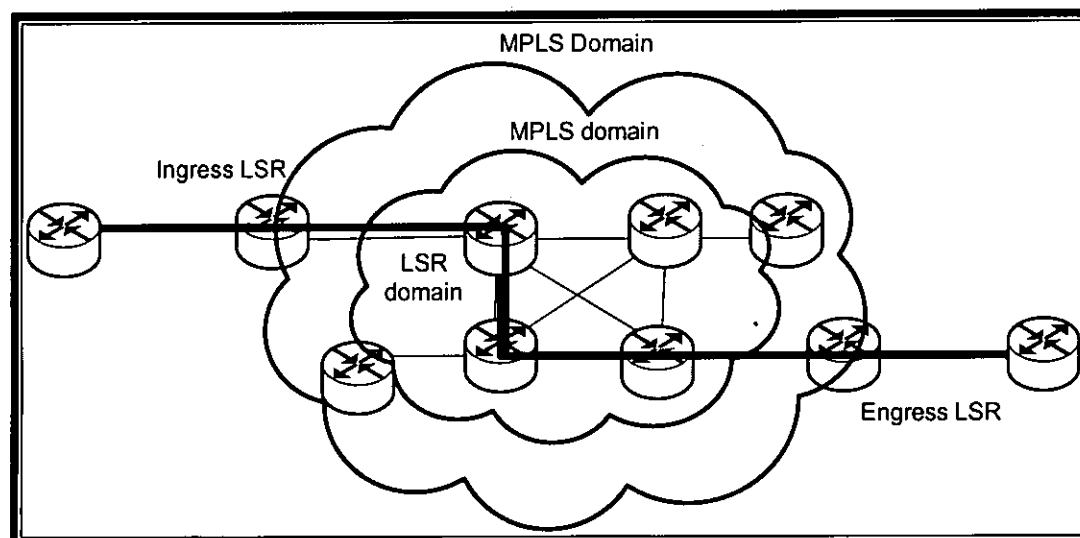 MPLS Domain
MPLS domain
Ingress LSR
LSR
domain
Engress LSR